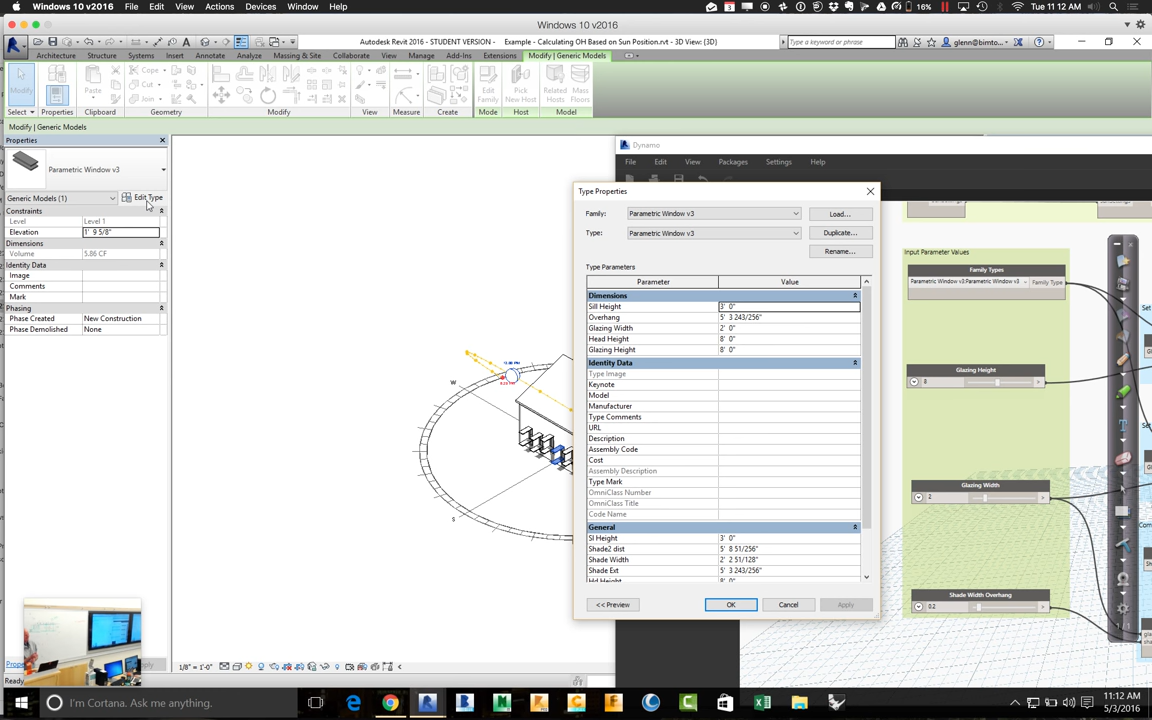 Windows 10 v2016 File Edit View Actions Devices Window Help
3 16% Tue 11:12 AM
Windows 10 v2016
Autodesk Revit 2016 - STUDENT VERSION - Example - Calculating OH Based on Sun Position.rvt - 3D View: {3D}
Type a keyword or phrase
glenn@bimto...
Architecture Structure Systems Insert Annotate Analyze Massing & Site Collaborate View Manage Add-Ins Extensions Modify | Generic Models
Modify Paste Cope Cut Join Edit Family Pick New Host Related Hosts Mass Floors
Select Properties Clipboard Geometry Modify View Measure Create Mode Host Model
Modify | Generic Models
Properties
Parametric Window v3
Generic Models (1) Edit Type
Constraints
Level Level 1
Elevation 1' 9 5/8"
Dimensions
Volume 5.86 CF
Identity Data
Image
Comments
Mark
Phasing
Phase Created New Construction
Phase Demolished None
W
S
Dynamo
File Edit View Packages Settings Help
Type Properties
Family: Parametric Window v3 Load...
Type: Parametric Window v3 Duplicate...
Rename...
Type Parameters
Parameter Value
Dimensions
Sill Height 3' 0"
Overhang 5' 3 243/256"
Glazing Width 2' 0"
Head Height 8' 0"
Glazing Height 8' 0"
Identity Data
Type Image
Keynote
Model
Manufacturer
Type Comments
URL
Description
Assembly Code
Cost
Assembly Description
Type Mark
OmniClass Number
OmniClass Title
Code Name
General
Sl Height 3' 0"
Shade2 dist 5' 8 51/256"
Shade Width 2' 2 51/128"
Shade Ext 5' 3 243/256"
Hd Height 8' 0"
<< Preview OK Cancel Apply
Input Parameter Values
Family Types
Parametric Window v3:Parametric Window v3 Family Type
Glazing Height
8
Glazing Width
2
Shade Width Overhang
0.2
Set
Set
Com
1/8" = 1'-0"
Ready
I'm Cortana. Ask me anything.
11:12 AM
5/3/2016